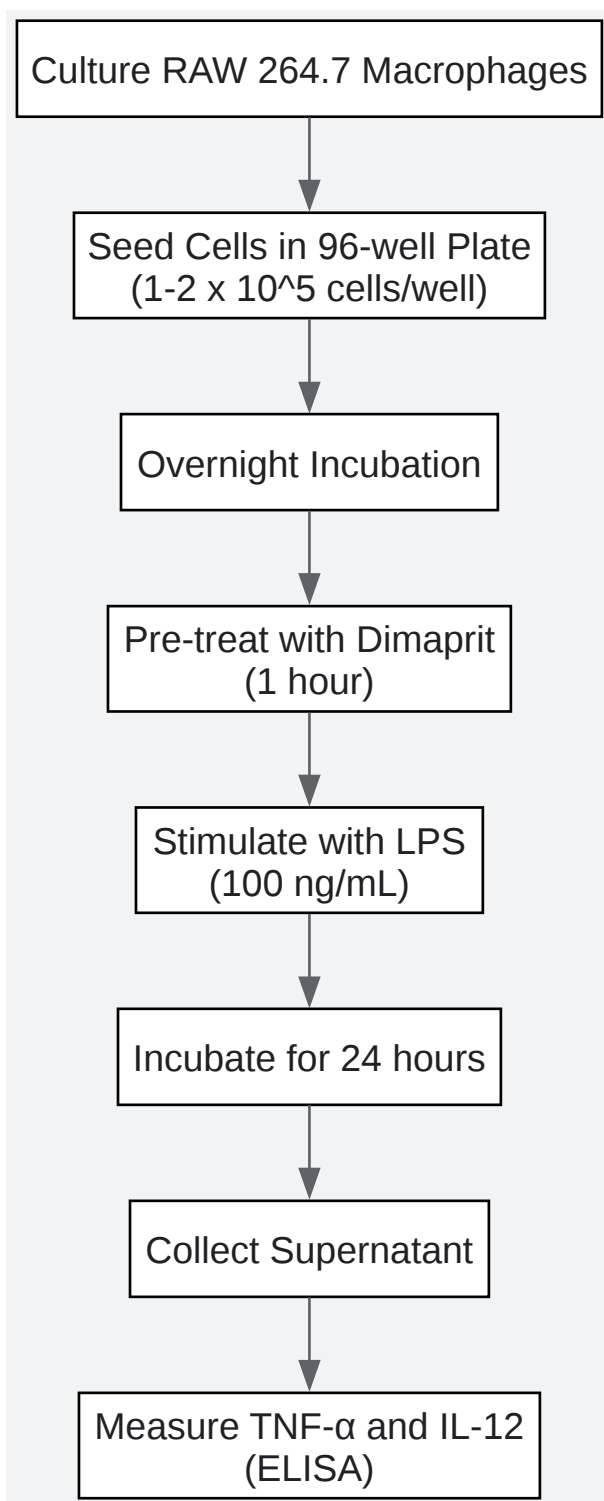 Culture RAW 264.7 Macrophages
Seed Cells in 96-well Plate
(1-2 x 10^5 cells/well)
Overnight Incubation
Pre-treat with Dimaprit
(1 hour)
Stimulate with LPS
(100 ng/mL)
Incubate for 24 hours
Collect Supernatant
Measure TNF-α and IL-12
(ELISA)